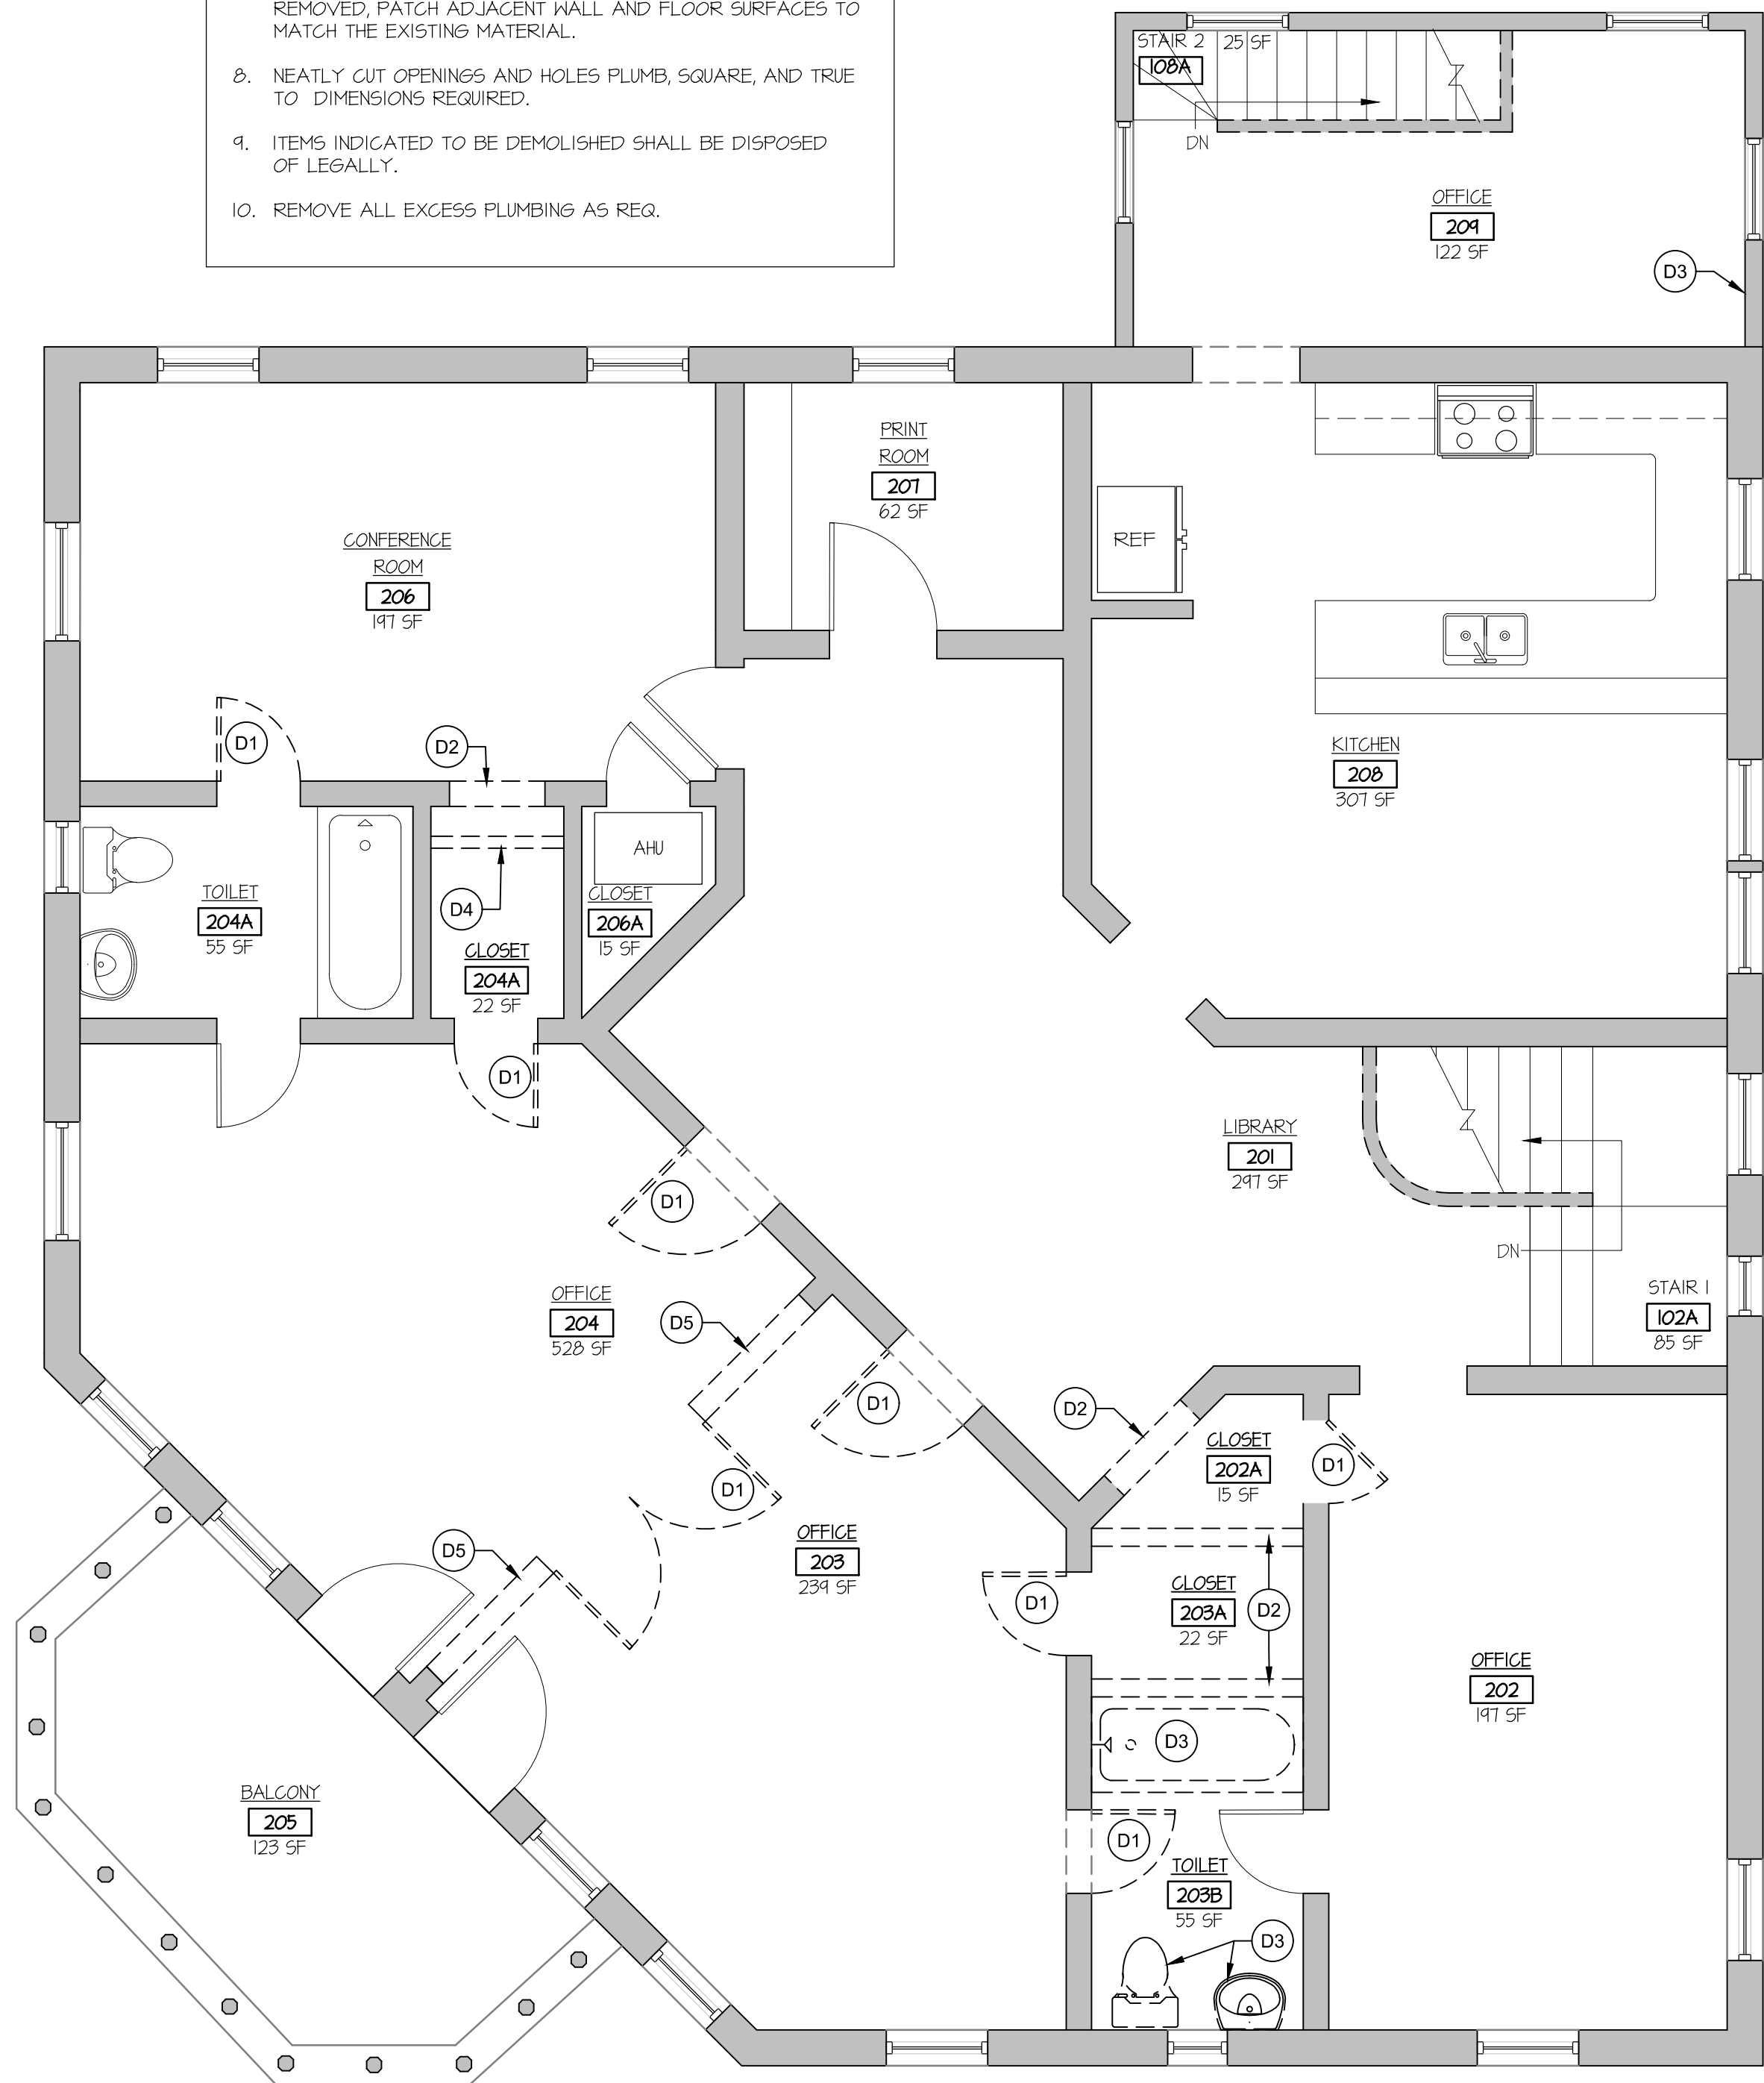 REMOVED, PATCH ADJACENT WALL AND FLOOR SURFACES TO
MATCH THE EXISTING MATERIAL.
8. NEATLY CUT OPENINGS AND HOLES PLUMB, SQUARE, AND TRUE
TO DIMENSIONS REQUIRED.
9. ITEMS INDICATED TO BE DEMOLISHED SHALL BE DISPOSED
OF LEGALLY.
10. REMOVE ALL EXCESS PLUMBING AS REQ.
STAIR 2 25 SF
108A
DN
OFFICE
209
122 SF
D3
PRINT
ROOM
207
62 SF
REF
CONFERENCE
ROOM
206
197 SF
D1
D2
KITCHEN
208
307 SF
AHU
TOILET
204A
55 SF
D4
CLOSET
206A
15 SF
CLOSET
204A
22 SF
D1
LIBRARY
201
297 SF
D1
DN
STAIR 1
102A
85 SF
OFFICE
204
528 SF
D5
D1
D2
CLOSET
202A
15 SF
D1
D1
D5
OFFICE
203
239 SF
D1
CLOSET
203A
22 SF
D2
OFFICE
202
197 SF
D3
BALCONY
205
123 SF
D1
TOILET
203B
55 SF
D3